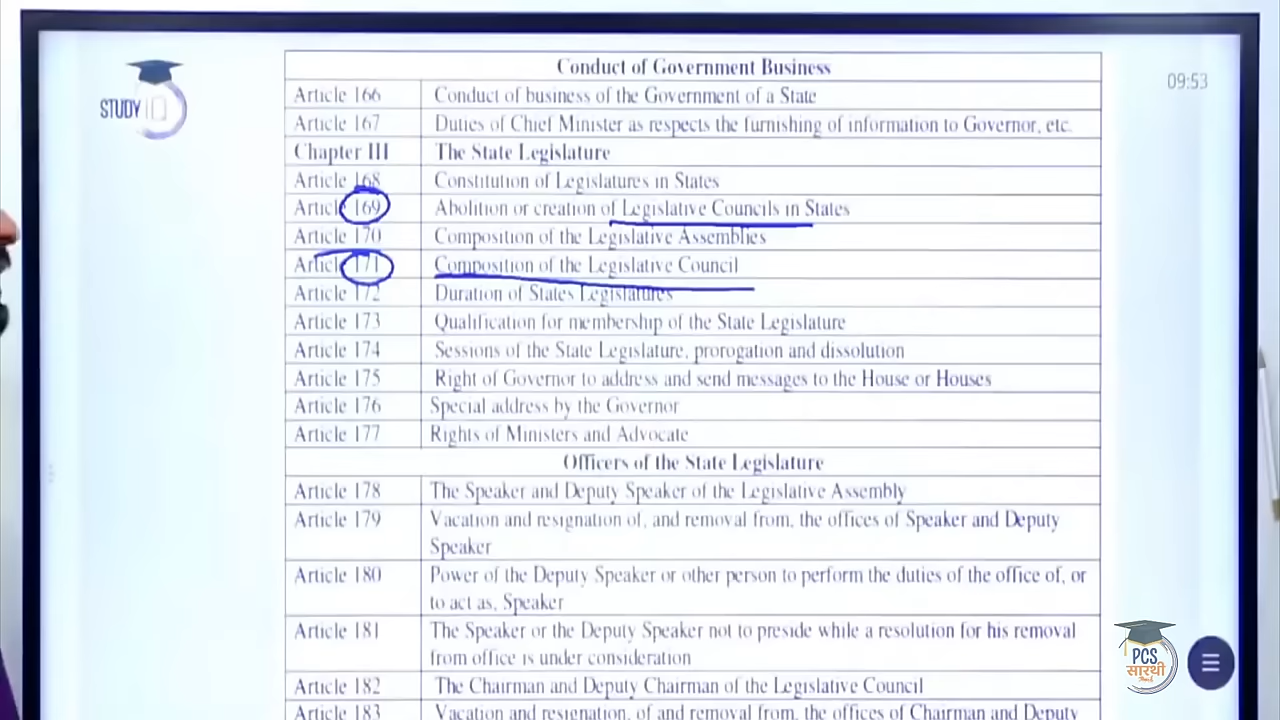 Conduct of Government Business
09:53
STUDY IQ
Article 166 Conduct of business of the Government of a State
Article 167 Duties of Chief Minister as respects the furnishing of information to Governor, etc.
Chapter III The State Legislature
Article 168 Constitution of Legislatures in States
Article 169 Abolition or creation of Legislative Councils in States
Article 170 Composition of the Legislative Assemblies
Article 171 Composition of the Legislative Council
Article 172 Duration of States Legislatures
Article 173 Qualification for membership of the State Legislature
Article 174 Sessions of the State Legislature, prorogation and dissolution
Article 175 Right of Governor to address and send messages to the House or Houses
Article 176 Special address by the Governor
Article 177 Rights of Ministers and Advocate
Officers of the State Legislature
Article 178 The Speaker and Deputy Speaker of the Legislative Assembly
Article 179 Vacation and resignation of, and removal from, the offices of Speaker and Deputy
Speaker
Article 180 Power of the Deputy Speaker or other person to perform the duties of the office of, or
to act as, Speaker
Article 181 The Speaker or the Deputy Speaker not to preside while a resolution for his removal
from office is under consideration
Article 182 The Chairman and Deputy Chairman of the Legislative Council
Article 183 Vacation and resignation, of and removal from, the offices of Chairman and Deputy
PCS
सारथी